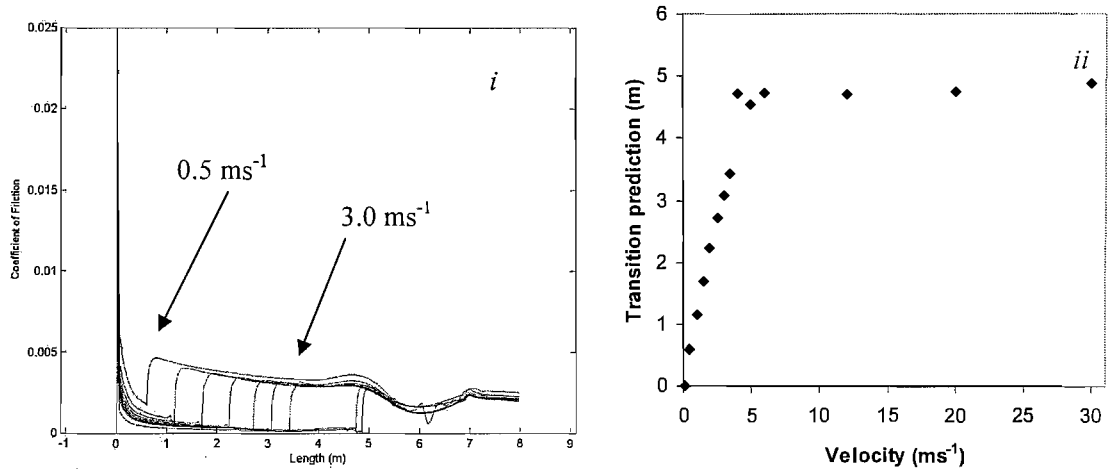 0.025
0.02
0.015
0.01
0.005
0
-1 0 1 2 3 4 5 6 7 8 9
Coefficient of Friction
Length (m)
i
0.5 ms⁻¹
3.0 ms⁻¹
6
5
4
3
2
1
0
0 5 10 15 20 25 30
Transition prediction (m)
Velocity (ms⁻¹)
ii